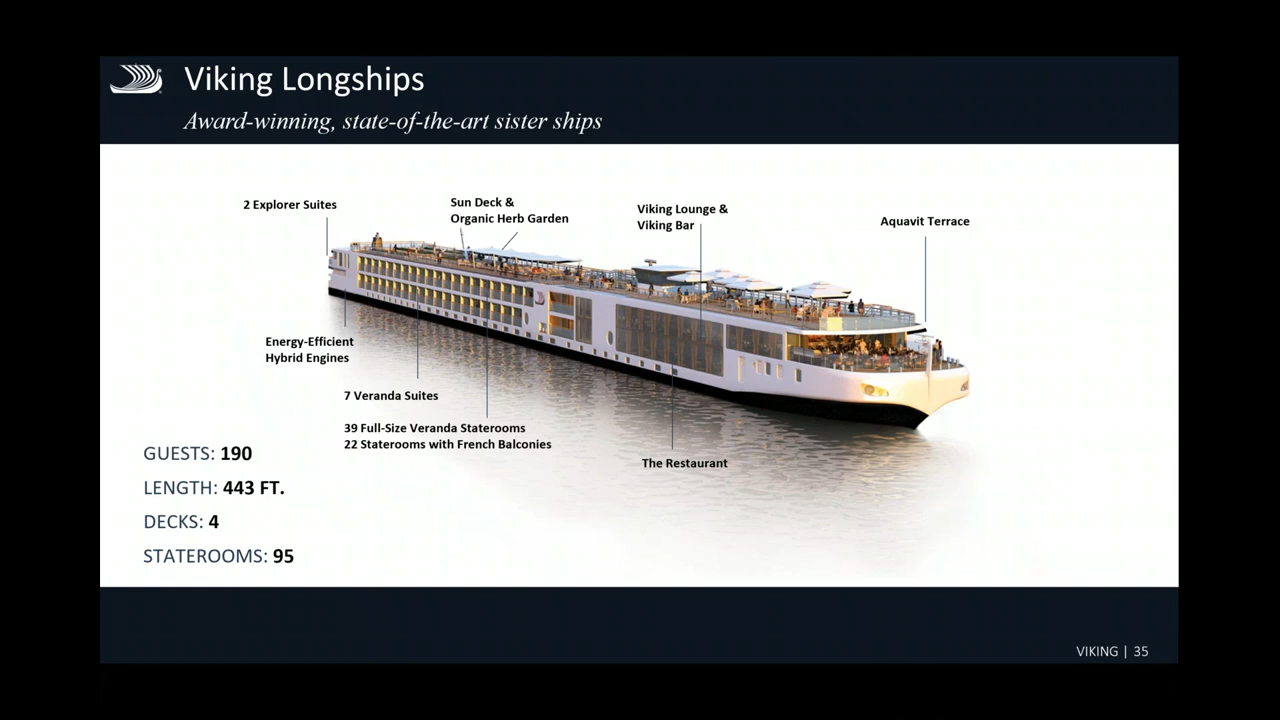 Viking Longships
Award-winning, state-of-the-art sister ships
2 Explorer Suites
Sun Deck &
Organic Herb Garden
Viking Lounge &
Viking Bar
Aquavit Terrace
Energy-Efficient
Hybrid Engines
7 Veranda Suites
39 Full-Size Veranda Staterooms
22 Staterooms with French Balconies
The Restaurant
GUESTS: 190
LENGTH: 443 FT.
DECKS: 4
STATEROOMS: 95
VIKING | 35